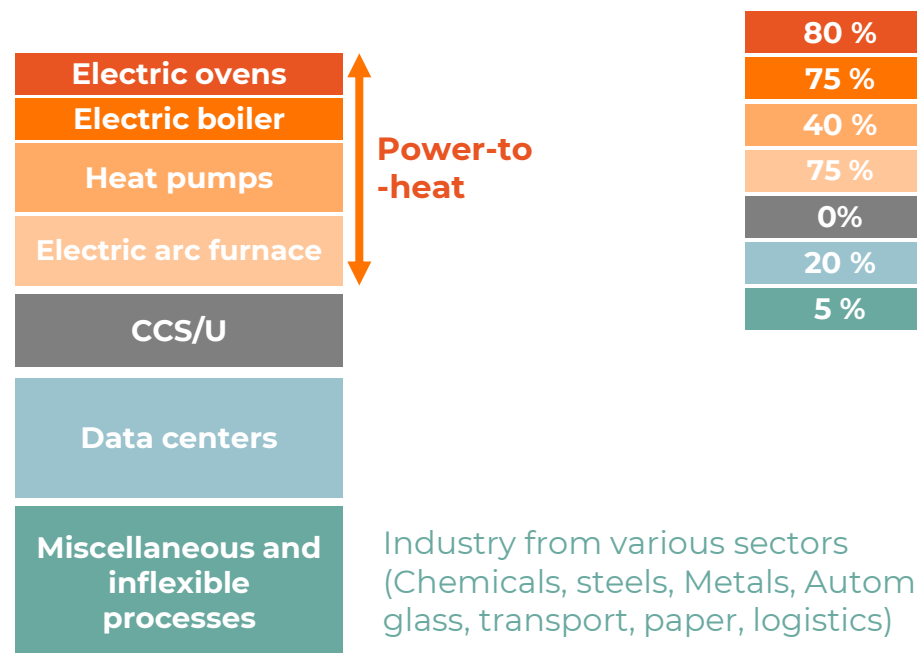 Electric ovens
Electric boiler
Heat pumps
Electric arc furnace
Power-to
-heat
CCS/U
Data centers
Miscellaneous and
inflexible
processes
Industry from various sectors
(Chemicals, steels, Metals, Autom
glass, transport, paper, logistics)
80 %
75 %
40 %
75 %
0%
20 %
5 %